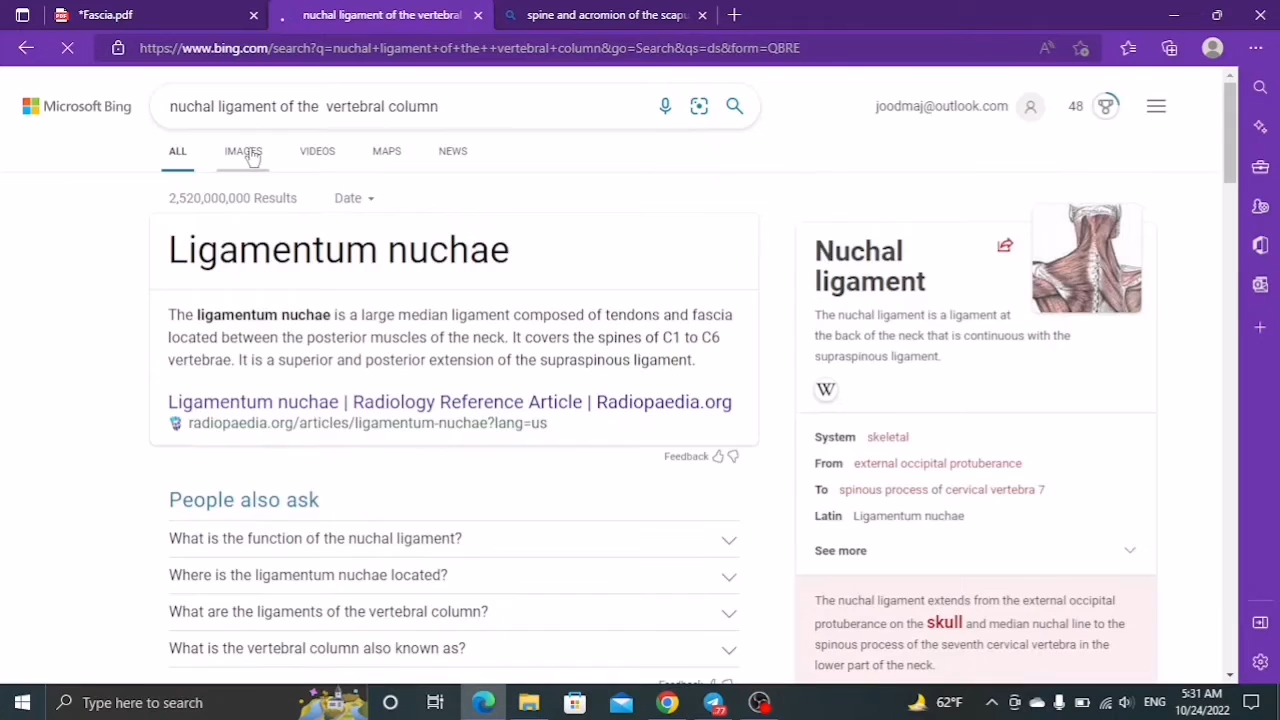 *Fascia.pdf
nuchal ligament of the vertebral
spine and acromion of the scapu
https://www.bing.com/search?q=nuchal+ligament+of+the++vertebral+column&go=Search&qs=ds&form=QBRE
Microsoft Bing
nuchal ligament of the  vertebral column
joodmaj@outlook.com
48
ALL
IMAGES
VIDEOS
MAPS
NEWS
2,520,000,000 Results
Date
Ligamentum nuchae
The ligamentum nuchae is a large median ligament composed of tendons and fascia
located between the posterior muscles of the neck. It covers the spines of C1 to C6
vertebrae. It is a superior and posterior extension of the supraspinous ligament.
Ligamentum nuchae | Radiology Reference Article | Radiopaedia.org
radiopaedia.org/articles/ligamentum-nuchae?lang=us
Feedback
People also ask
What is the function of the nuchal ligament?
Where is the ligamentum nuchae located?
What are the ligaments of the vertebral column?
What is the vertebral column also known as?
Nuchal
ligament
The nuchal ligament is a ligament at
the back of the neck that is continuous with the
supraspinous ligament.
W
System skeletal
From external occipital protuberance
To spinous process of cervical vertebra 7
Latin Ligamentum nuchae
See more
The nuchal ligament extends from the external occipital
protuberance on the skull and median nuchal line to the
spinous process of the seventh cervical vertebra in the
lower part of the neck.
Type here to search
77
62°F
ENG
5:31 AM
10/24/2022